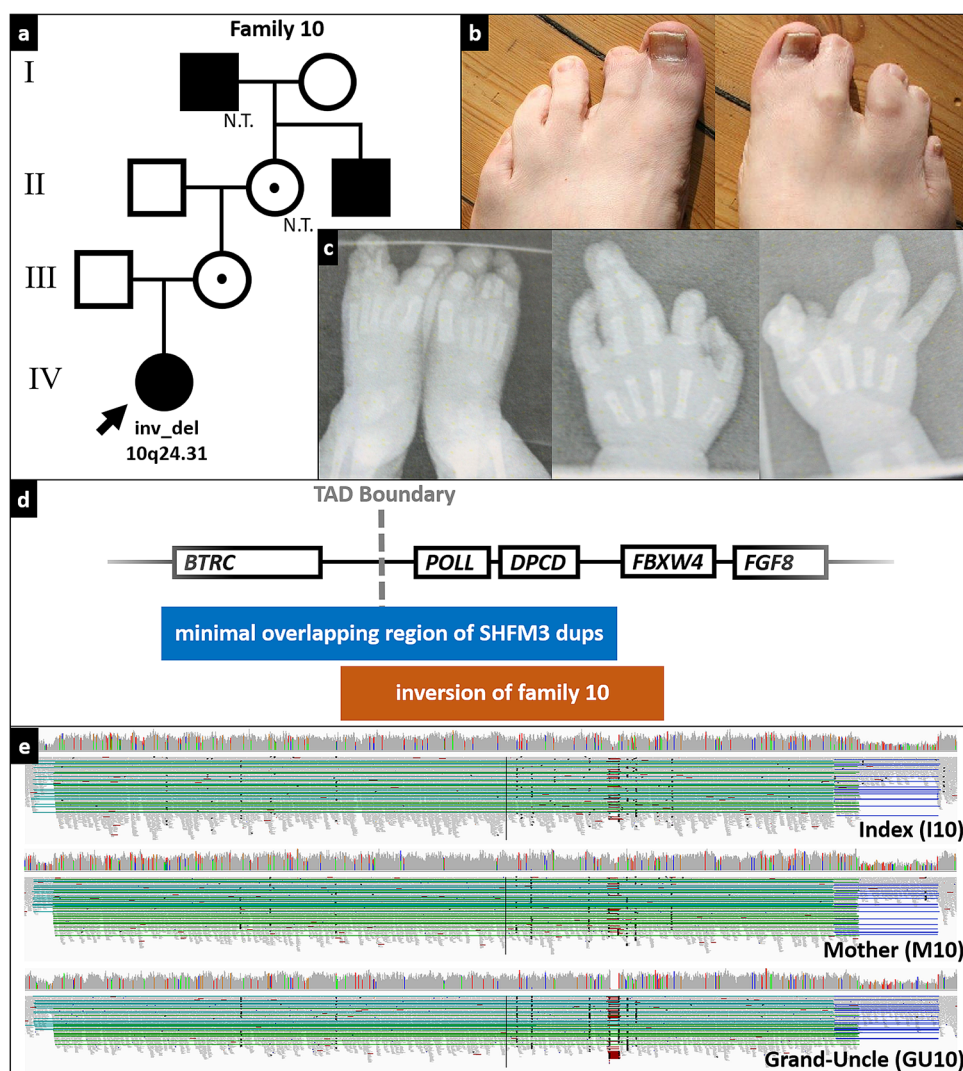 a
Family 10
I
N.T.
II
N.T.
III
IV
inv_del
10q24.31
b
c
d
TAD Boundary
BTRC
POLL
DPCD
FBXW4
FGF8
minimal overlapping region of SHFM3 dups
inversion of family 10
e
Index (I10)
Mother (M10)
Grand-Uncle (GU10)